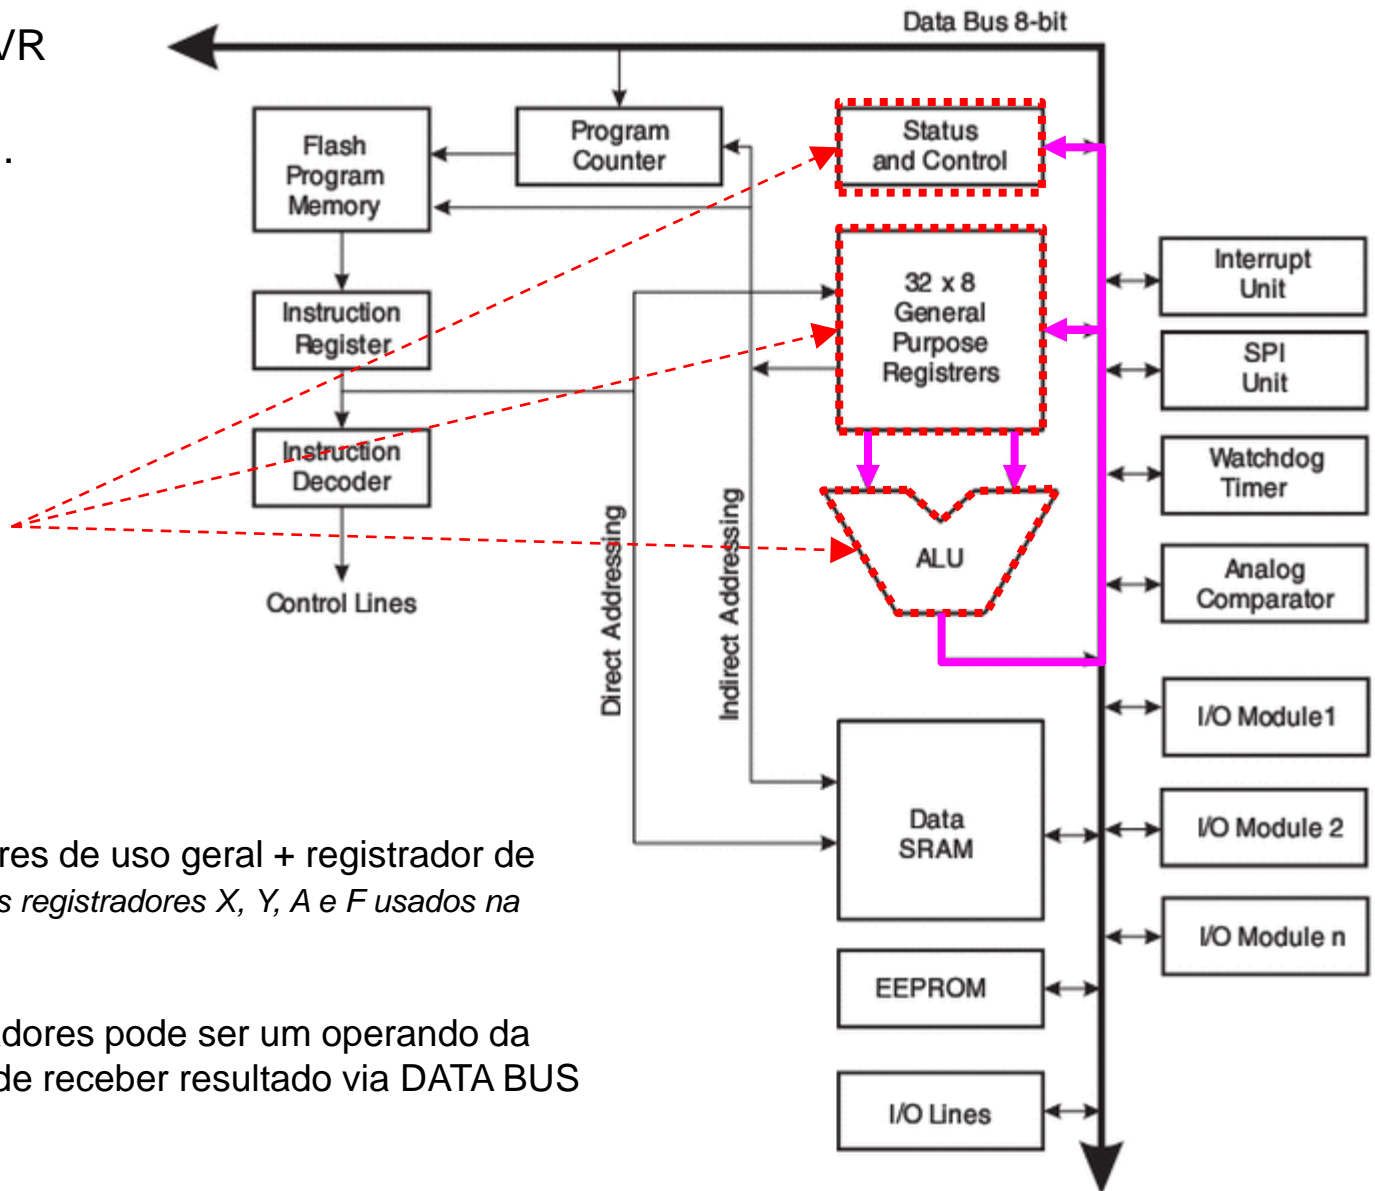 VR
.
Data Bus 8-bit
Flash
Program
Memory
Program
Counter
Status
and Control
32 x 8
General
Purpose
Registrers
Instruction
Register
Instruction
Decoder
Control Lines
ALU
Direct Addressing
Indirect Addressing
Interrupt
Unit
SPI
Unit
Watchdog
Timer
Analog
Comparator
I/O Module1
Data
SRAM
I/O Module 2
I/O Module n
EEPROM
I/O Lines
res de uso geral + registrador de
s registradores X, Y, A e F usados na
adores pode ser um operando da
de receber resultado via DATA BUS